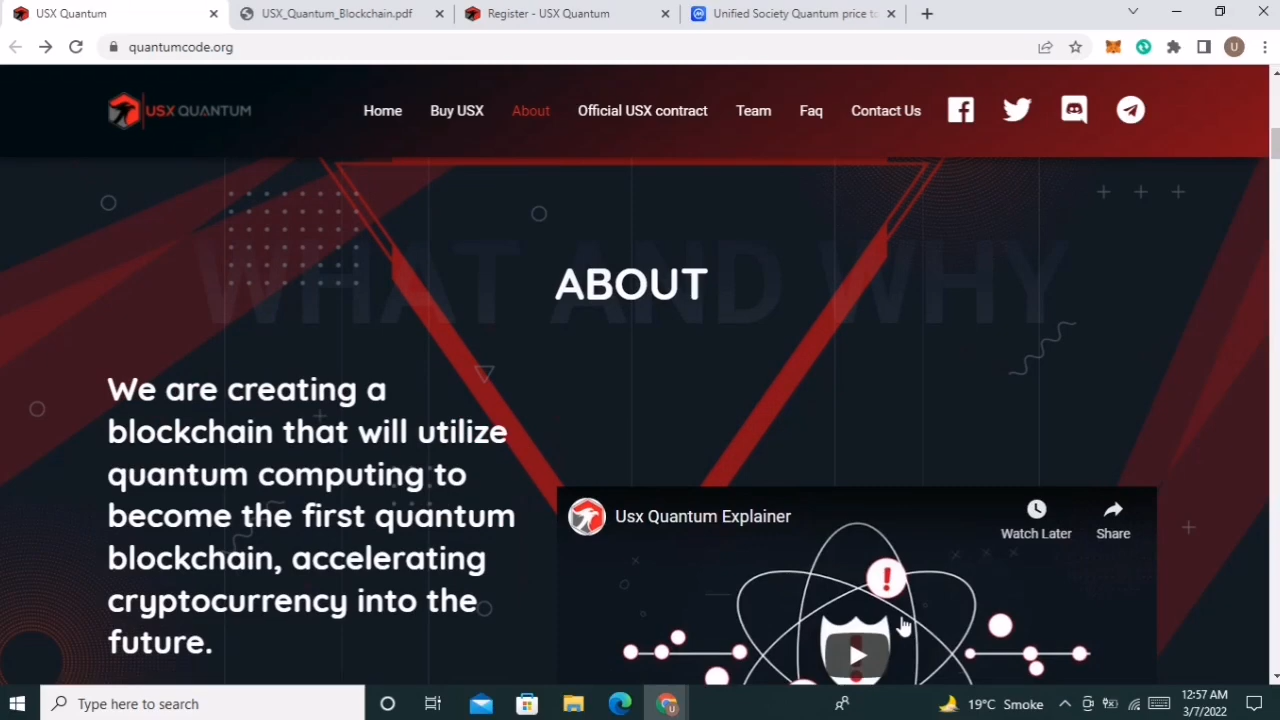 USX Quantum
USX_Quantum_Blockchain.pdf
Register - USX Quantum
Unified Society Quantum price to
quantumcode.org
U
USX QUANTUM
Home
Buy USX
About
Official USX contract
Team
Faq
Contact Us
WHAT AND WHY
ABOUT
We are creating a
blockchain that will utilize
quantum computing to
become the first quantum
blockchain, accelerating
cryptocurrency into the
future.
Usx Quantum Explainer
Watch Later
Share
!
Type here to search
19°C Smoke
12:57 AM
3/7/2022